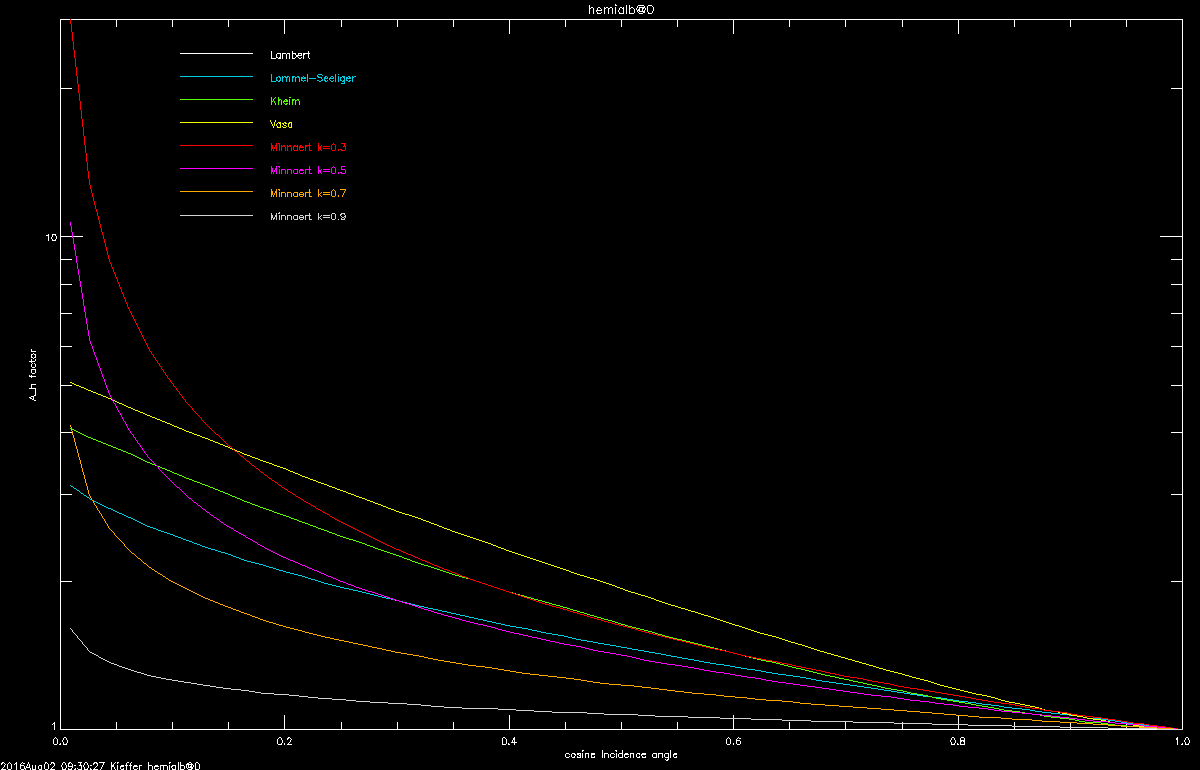 hemialb@0
Lambert
Lommel-Seeliger
Kheim
Vasa
Minnaert k=0.3
Minnaert k=0.5
Minnaert k=0.7
Minnaert k=0.9
10
A_h factor
1
0.0 0.2 0.4 0.6 0.8 1.0
cosine Incidence angle
2016Aug02 09:30:27 Kieffer hemialb@0